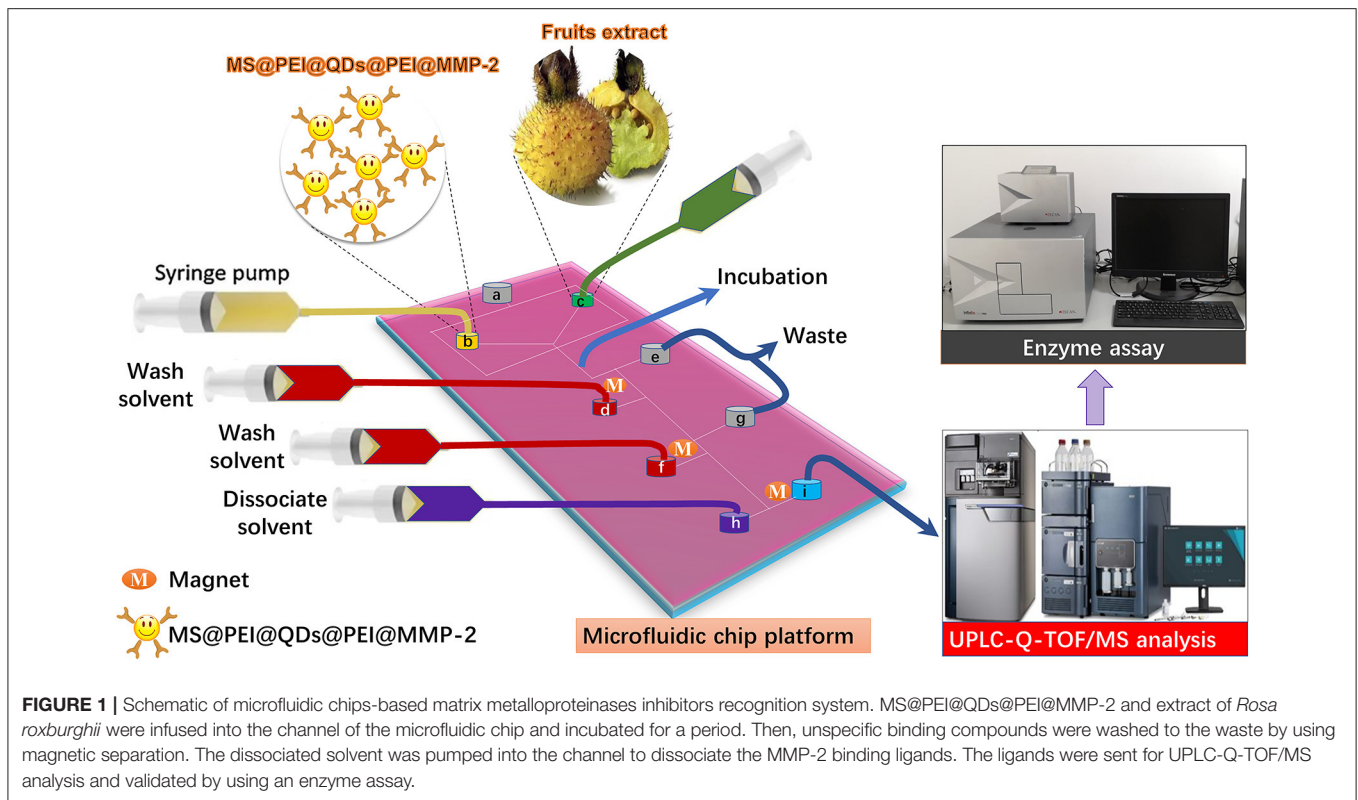 Fruits extract
MS@PEI@QDs@PEI@MMP-2
Syringe pump
a
c
b
Incubation
e
Waste
Wash
solvent
M
d
g
Enzyme assay
Wash
solvent
M
f
M
i
Dissociate
solvent
h
M Magnet
MS@PEI@QDs@PEI@MMP-2
Microfluidic chip platform
UPLC-Q-TOF/MS analysis
FIGURE 1 | Schematic of microfluidic chips-based matrix metalloproteinases inhibitors recognition system. MS@PEI@QDs@PEI@MMP-2 and extract of Rosa
roxburghii were infused into the channel of the microfluidic chip and incubated for a period. Then, unspecific binding compounds were washed to the waste by using
magnetic separation. The dissociated solvent was pumped into the channel to dissociate the MMP-2 binding ligands. The ligands were sent for UPLC-Q-TOF/MS
analysis and validated by using an enzyme assay.